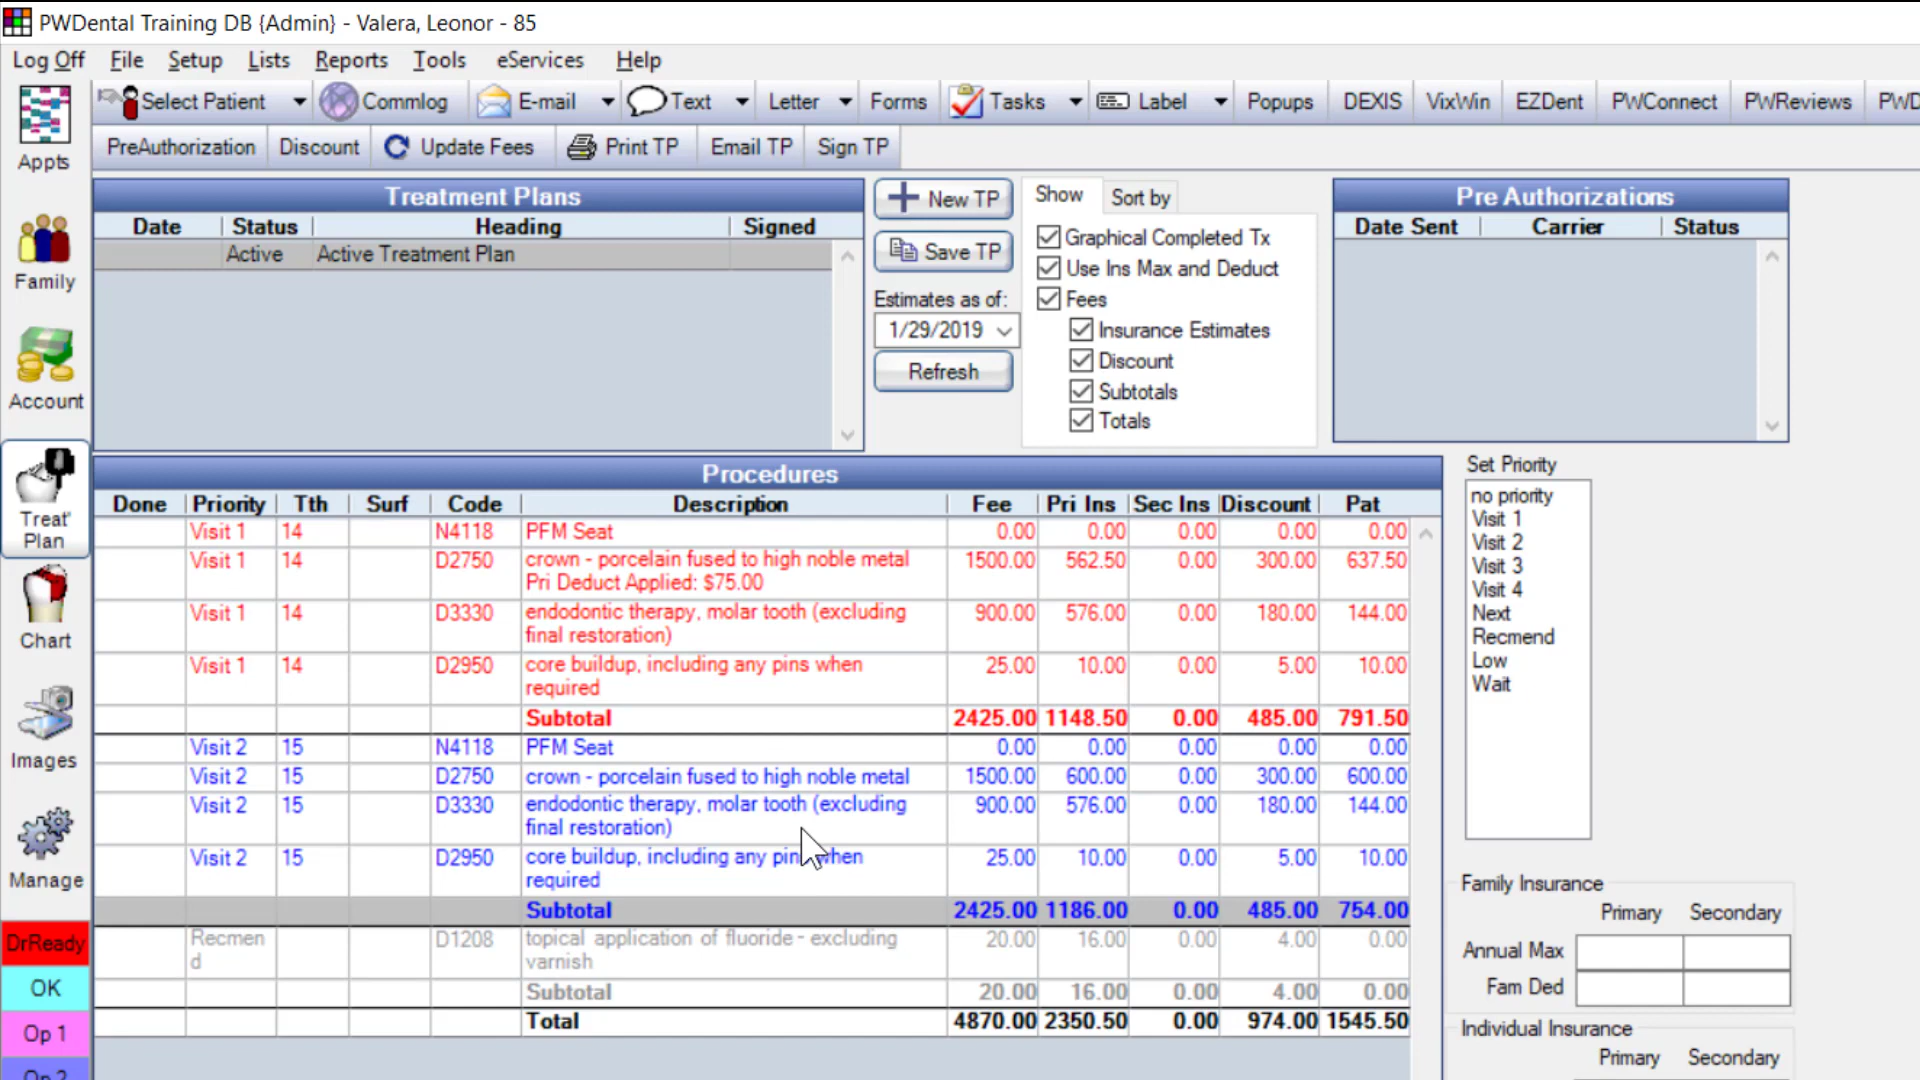 PWDental Training DB {Admin} - Valera, Leonor - 85
Log Off File Setup Lists Reports Tools eServices Help
Select Patient Commlog E-mail Text Letter Forms Tasks Label Popups DEXIS VixWin EZDent PWConnect PWReviews
PreAuthorization Discount Update Fees Print TP Email TP Sign TP
Appts
Family
Account
Treat' Plan
Chart
Images
Manage
DrReady
OK
Op 1
Op 2
Treatment Plans
Date Status Heading Signed
Active Active Treatment Plan
New TP
Save TP
Estimates as of:
1/29/2019
Refresh
Show Sort by
Graphical Completed Tx
Use Ins Max and Deduct
Fees
Insurance Estimates
Discount
Subtotals
Totals
Pre Authorizations
Date Sent Carrier Status
Procedures
Done Priority Tth Surf Code Description Fee Pri Ins Sec Ins Discount Pat
Visit 1 14 N4118 PFM Seat 0.00 0.00 0.00 0.00 0.00
Visit 1 14 D2750 crown - porcelain fused to high noble metal 1500.00 562.50 0.00 300.00 637.50
Pri Deduct Applied: $75.00
Visit 1 14 D3330 endodontic therapy, molar tooth (excluding 900.00 576.00 0.00 180.00 144.00
final restoration)
Visit 1 14 D2950 core buildup, including any pins when 25.00 10.00 0.00 5.00 10.00
required
Subtotal 2425.00 1148.50 0.00 485.00 791.50
Visit 2 15 N4118 PFM Seat 0.00 0.00 0.00 0.00 0.00
Visit 2 15 D2750 crown - porcelain fused to high noble metal 1500.00 600.00 0.00 300.00 600.00
Visit 2 15 D3330 endodontic therapy, molar tooth (excluding 900.00 576.00 0.00 180.00 144.00
final restoration)
Visit 2 15 D2950 core buildup, including any pins when 25.00 10.00 0.00 5.00 10.00
required
Subtotal 2425.00 1186.00 0.00 485.00 754.00
Recmen D1208 topical application of fluoride - excluding 20.00 16.00 0.00 4.00 0.00
d varnish
Subtotal 20.00 16.00 0.00 4.00 0.00
Total 4870.00 2350.50 0.00 974.00 1545.50
Set Priority
no priority
Visit 1
Visit 2
Visit 3
Visit 4
Next
Recmend
Low
Wait
Family Insurance
Primary Secondary
Annual Max
Fam Ded
Individual Insurance
Primary Secondary